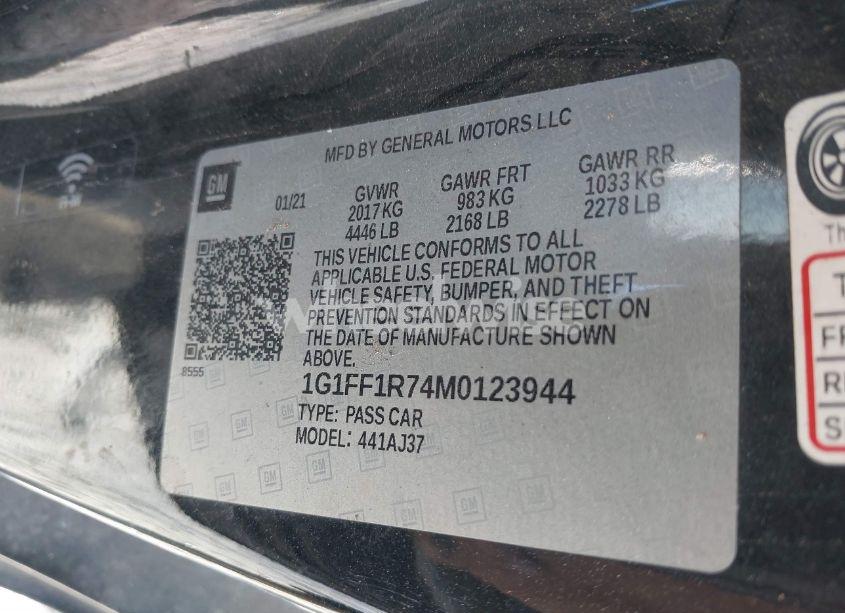 MFD BY GENERAL MOTORS LLC
GM
01/21
GVWR
2017 KG
4446 LB
GAWR FRT
983 KG
2168 LB
GAWR RR
1033 KG
2278 LB
THIS VEHICLE CONFORMS TO ALL
APPLICABLE U.S. FEDERAL MOTOR
VEHICLE SAFETY, BUMPER, AND THEFT
PREVENTION STANDARDS IN EFFECT ON
THE DATE OF MANUFACTURE SHOWN
ABOVE.
8555
1G1FF1R74M0123944
TYPE: PASS CAR
MODEL: 441AJ37